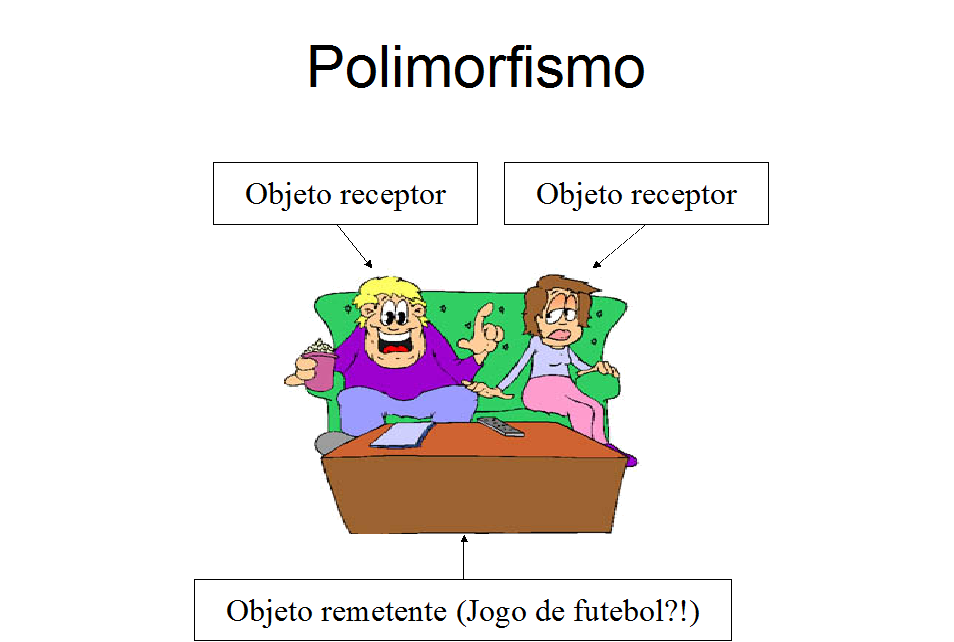 Polimorfismo
Objeto receptor
Objeto receptor
Objeto remetente (Jogo de futebol?!)